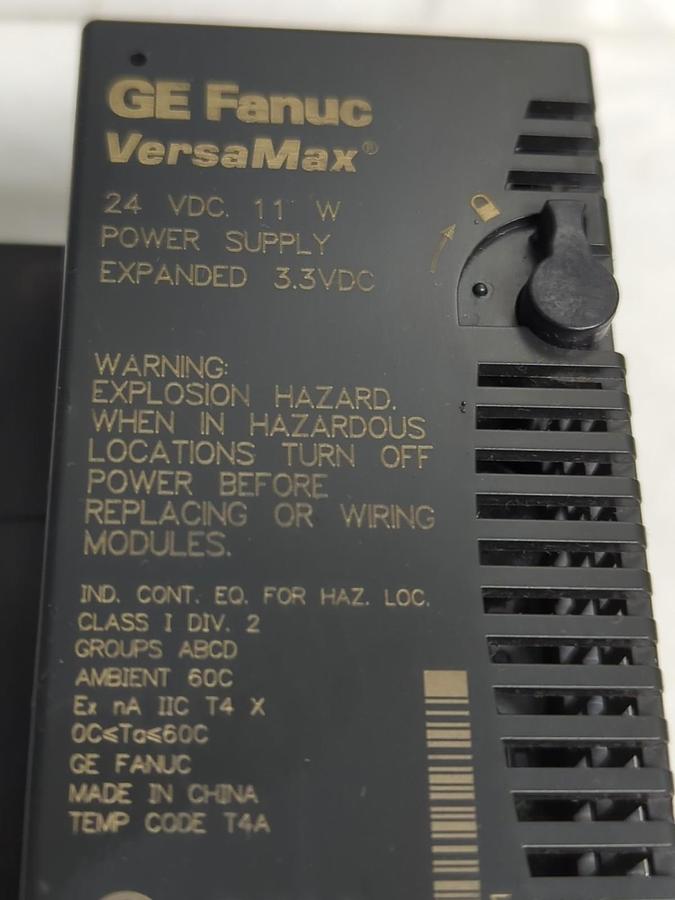 GE Fanuc
VersaMax®
24 VDC. 11 W
POWER SUPPLY
EXPANDED 3.3VDC
WARNING:
EXPLOSION HAZARD.
WHEN IN HAZARDOUS
LOCATIONS TURN OFF
POWER BEFORE
REPLACING OR WIRING
MODULES.
IND. CONT. EQ. FOR HAZ. LOC.
CLASS I DIV. 2
GROUPS ABCD
AMBIENT 60C
Ex nA IIC T4 X
0C≤Ta≤60C
GE FANUC
MADE IN CHINA
TEMP CODE T4A